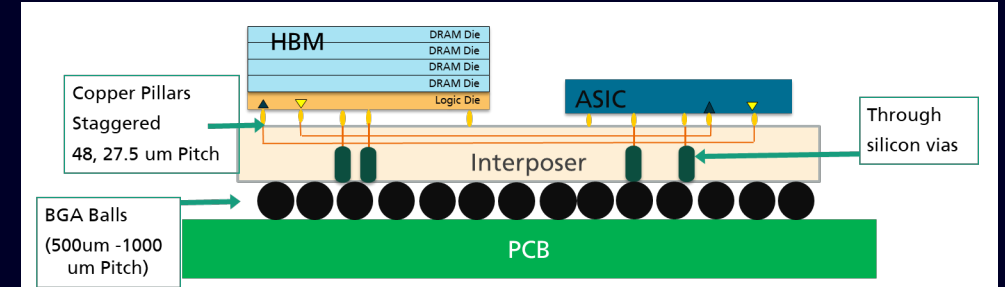 HBM
DRAM Die
DRAM Die
DRAM Die
DRAM Die
Logic Die
ASIC
Copper Pillars
Staggered
48, 27.5 um Pitch
Through
silicon vias
Interposer
BGA Balls
(500um -1000
um Pitch)
PCB